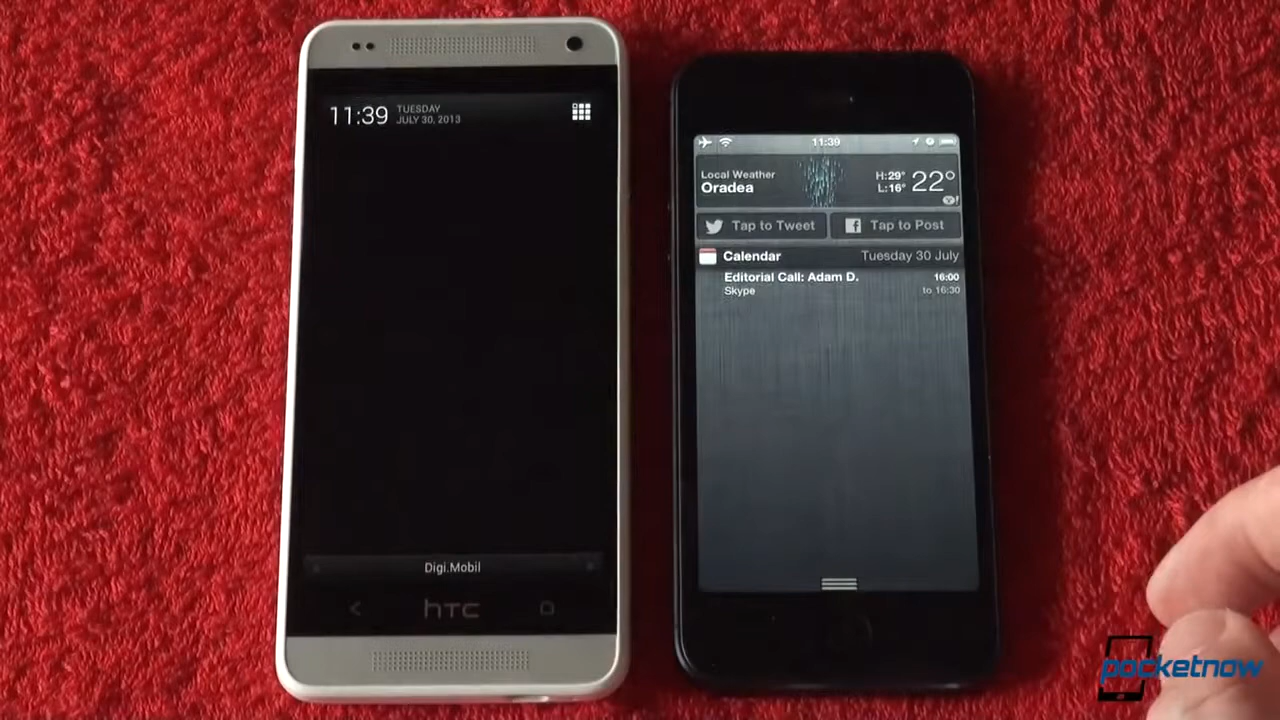 11:39
TUESDAY
JULY 30, 2013
Digi.Mobil
hTC
11:39
Local Weather
Oradea
H:29°
L:16°
22°
Tap to Tweet
Tap to Post
Calendar
Tuesday 30 July
Editorial Call: Adam D.
16:00
Skype
to 16:30
pocketnow